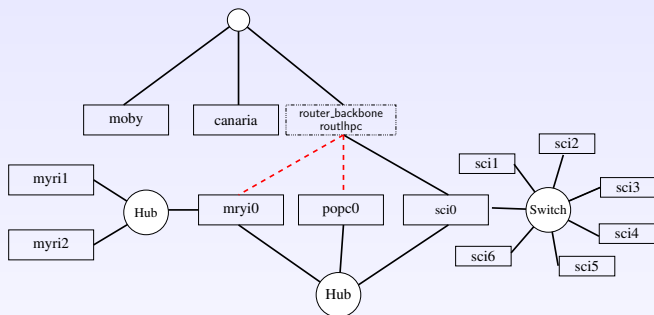 moby
canaria
router_backbone
routlhpc
sci2
sci1
myri1
sci3
Hub
mryi0
popc0
sci0
Switch
myri2
sci4
sci6
sci5
Hub